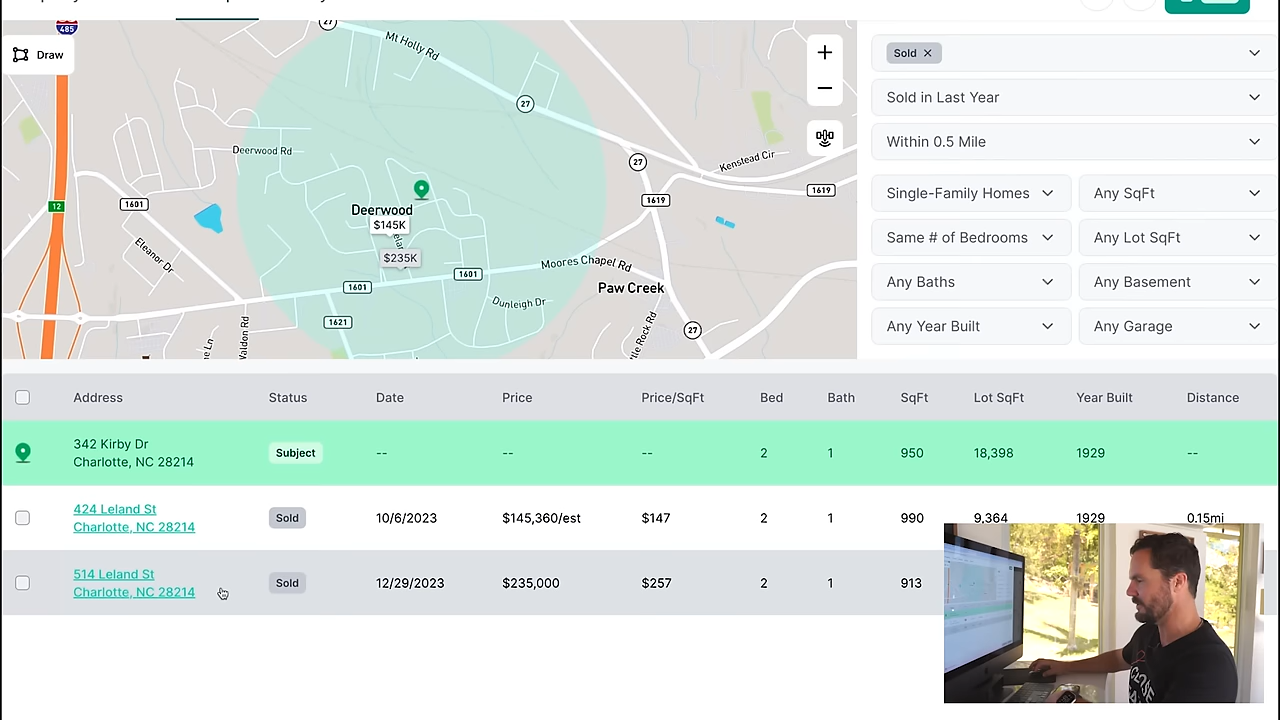 485
27
Draw
Mt Holly Rd
27
Deerwood Rd
27
Kenstead Cir
1619
12
1601
1619
Deerwood
$145K
Eleanor Dr
$235K
1601
Moores Chapel Rd
1601
Paw Creek
Dunleigh Dr
1621
27
Sold
Sold in Last Year
Within 0.5 Mile
Single-Family Homes
Any SqFt
Same # of Bedrooms
Any Lot SqFt
Any Baths
Any Basement
Any Year Built
Any Garage
Address Status Date Price Price/SqFt Bed Bath SqFt Lot SqFt Year Built Distance
342 Kirby Dr
Charlotte, NC 28214
Subject -- -- -- 2 1 950 18,398 1929 --
424 Leland St
Charlotte, NC 28214
Sold 10/6/2023 $145,360/est $147 2 1 990 9,364 1929 0.15mi
514 Leland St
Charlotte, NC 28214
Sold 12/29/2023 $235,000 $257 2 1 913